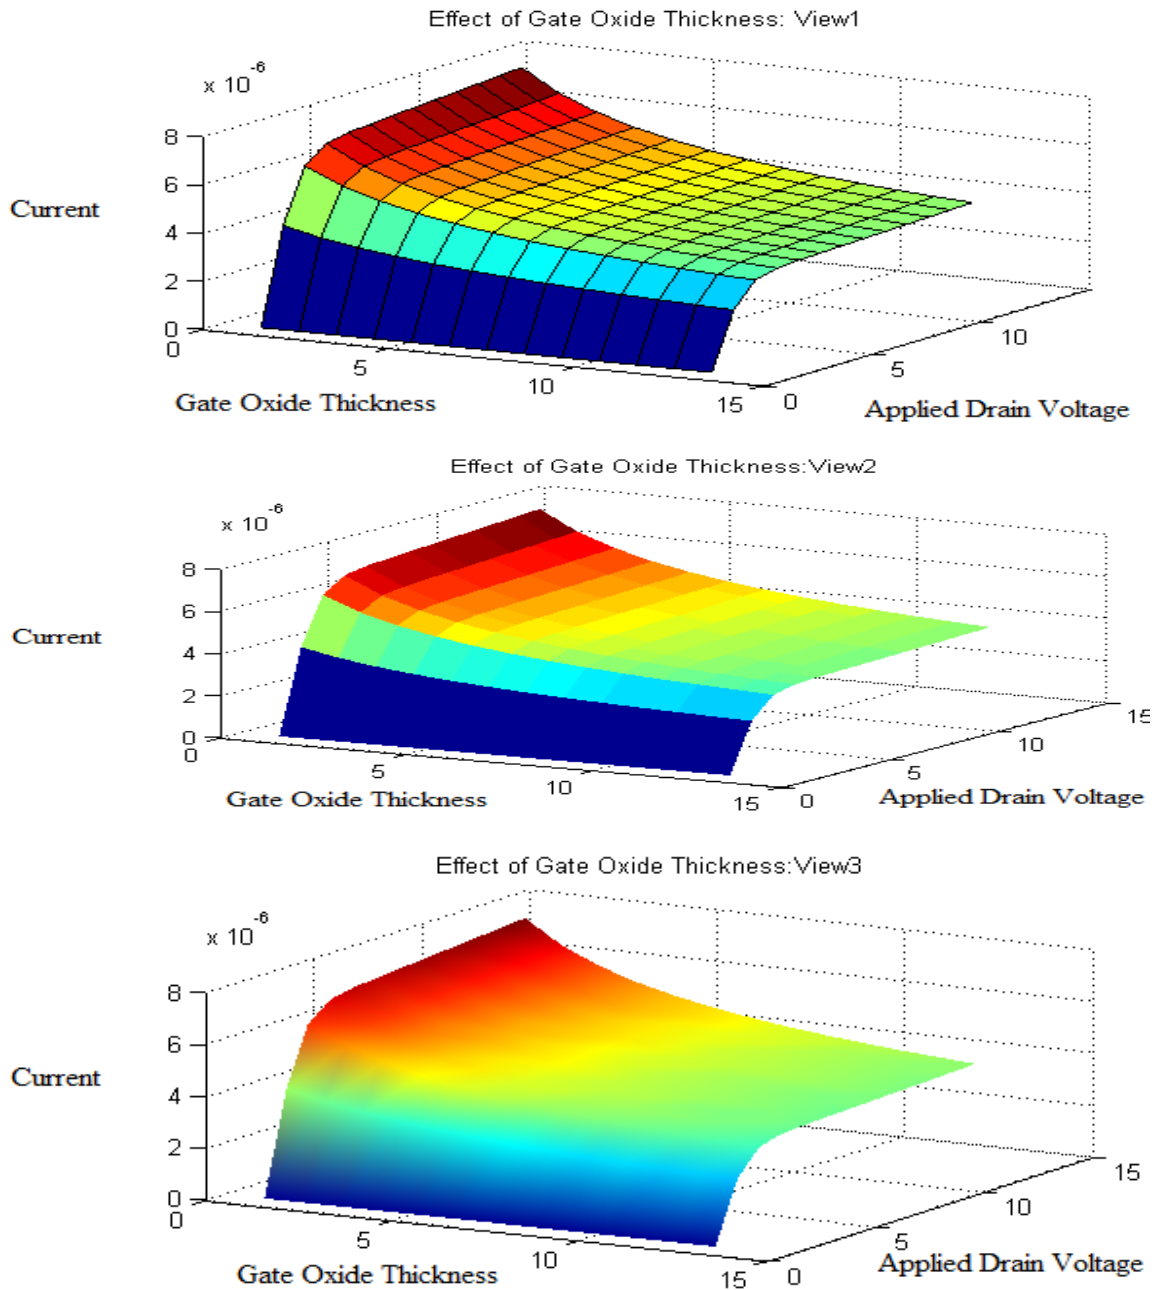 Effect of Gate Oxide Thickness: View1
x 10-6
8
6
Current
4
2
0
0
5
10
15
0
5
10
Gate Oxide Thickness
Applied Drain Voltage
Effect of Gate Oxide Thickness:View2
x 10-6
8
6
Current
4
2
0
0
5
10
15
0
5
10
15
Gate Oxide Thickness
Applied Drain Voltage
Effect of Gate Oxide Thickness:View3
x 10-6
8
6
Current
4
2
0
0
5
10
15
0
5
10
15
Gate Oxide Thickness
Applied Drain Voltage